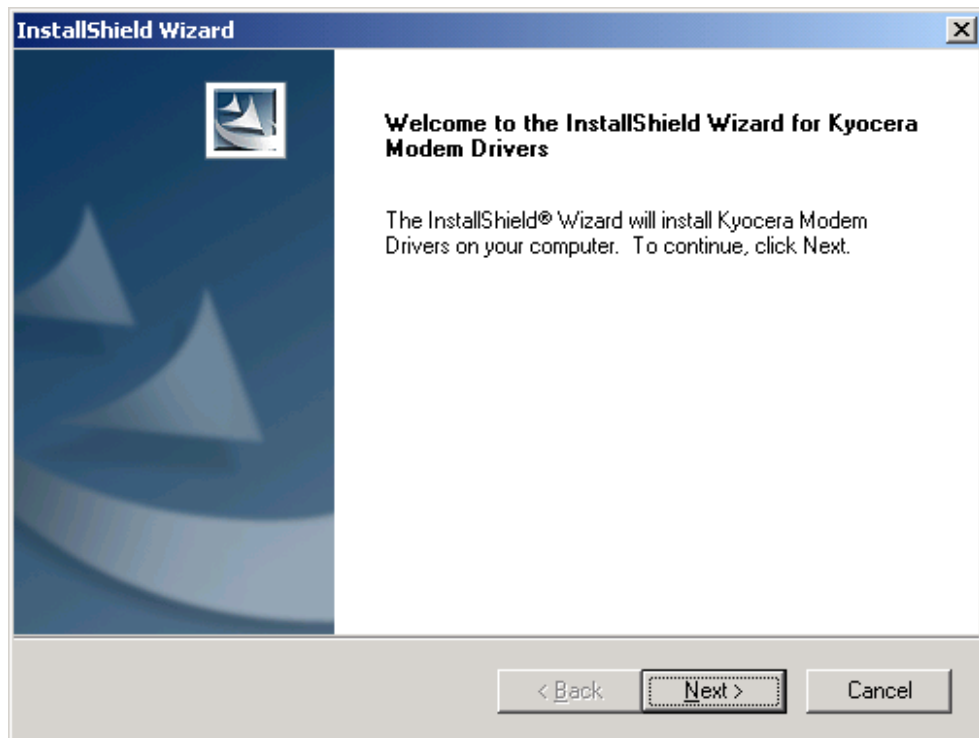 InstallShield Wizard
Welcome to the InstallShield Wizard for Kyocera
Modem Drivers
The InstallShield® Wizard will install Kyocera Modem
Drivers on your computer.  To continue, click Next.
< Back
Next >
Cancel